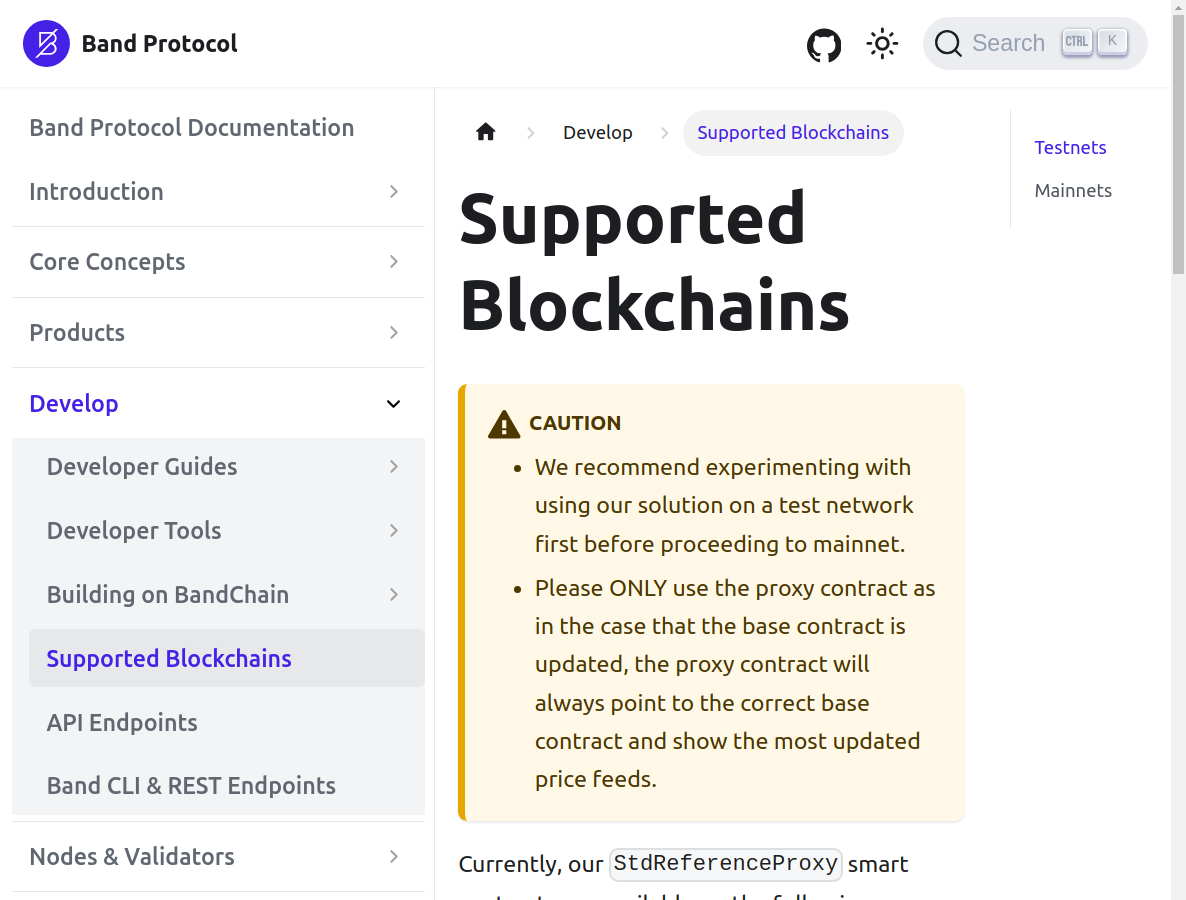 Band Protocol
Search
CTRL
K
Band Protocol Documentation
Introduction
Core Concepts
Products
Develop
Developer Guides
Developer Tools
Building on BandChain
Supported Blockchains
API Endpoints
Band CLI & REST Endpoints
Nodes & Validators
Develop
Supported Blockchains
Supported
Blockchains
CAUTION
We recommend experimenting with
using our solution on a test network
first before proceeding to mainnet.
Please ONLY use the proxy contract as
in the case that the base contract is
updated, the proxy contract will
always point to the correct base
contract and show the most updated
price feeds.
Currently, our StdReferenceProxy smart
Testnets
Mainnets